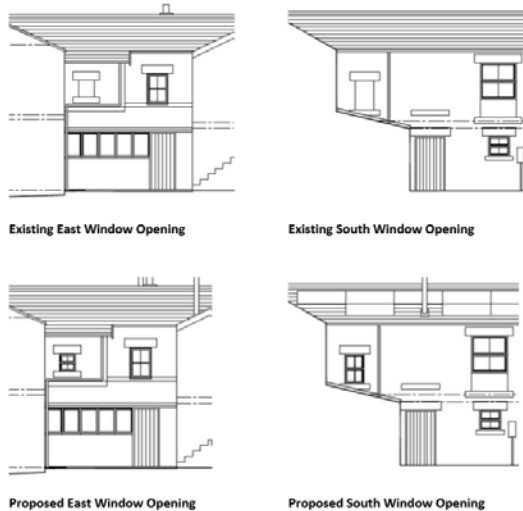 Existing East Window Opening
Existing South Window Opening
Proposed East Window Opening
Proposed South Window Opening